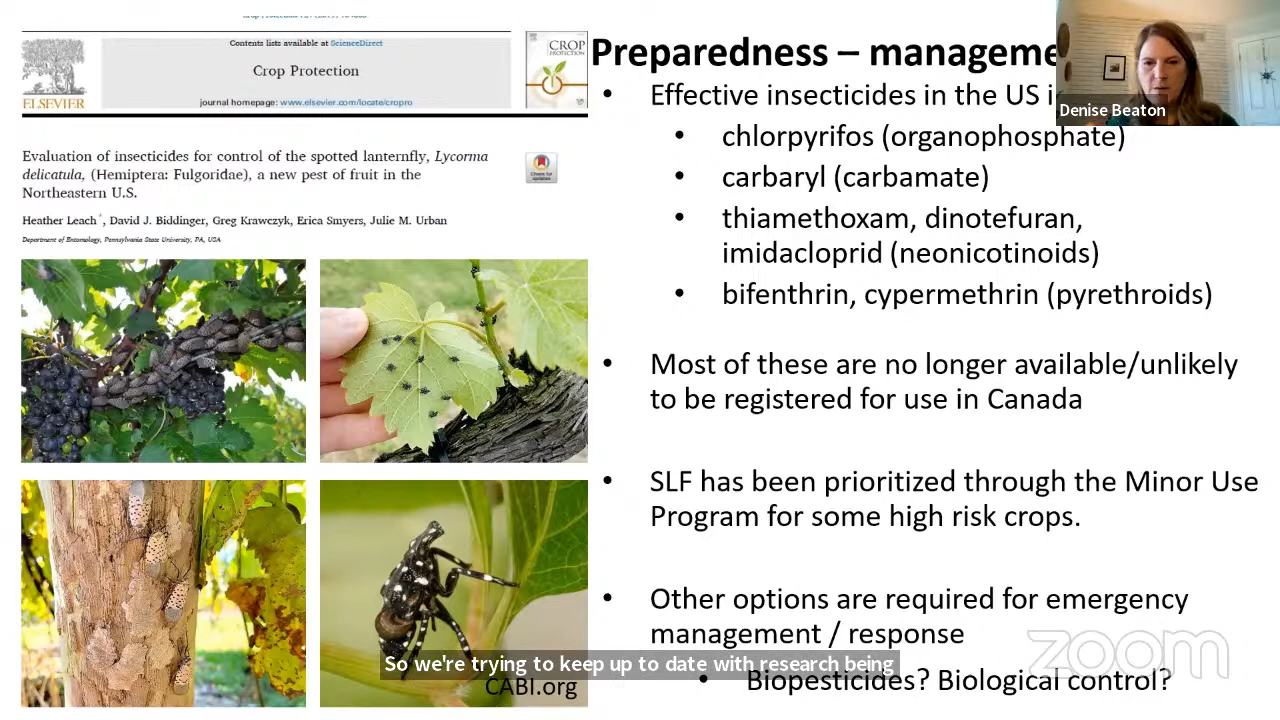 Contents lists available at ScienceDirect
Crop Protection
journal homepage: www.elsevier.com/locate/cropro
ELSEVIER
CROP
PROTECTION
Evaluation of insecticides for control of the spotted lanternfly, Lycorma
delicatula, (Hemiptera: Fulgoridae), a new pest of fruit in the
Northeastern U.S.
Check for
updates
Heather Leach*, David J. Biddinger, Greg Krawczyk, Erica Smyers, Julie M. Urban
Department of Entomology, Pennsylvania State University, PA, USA
Preparedness – manageme
• Effective insecticides in the US i
• chlorpyrifos (organophosphate)
• carbaryl (carbamate)
• thiamethoxam, dinotefuran,
imidacloprid (neonicotinoids)
• bifenthrin, cypermethrin (pyrethroids)
• Most of these are no longer available/unlikely
to be registered for use in Canada
• SLF has been prioritized through the Minor Use
Program for some high risk crops.
• Other options are required for emergency
management / response
• Biopesticides? Biological control?
Denise Beaton
So we're trying to keep up to date with research being
CABI.org
zoom